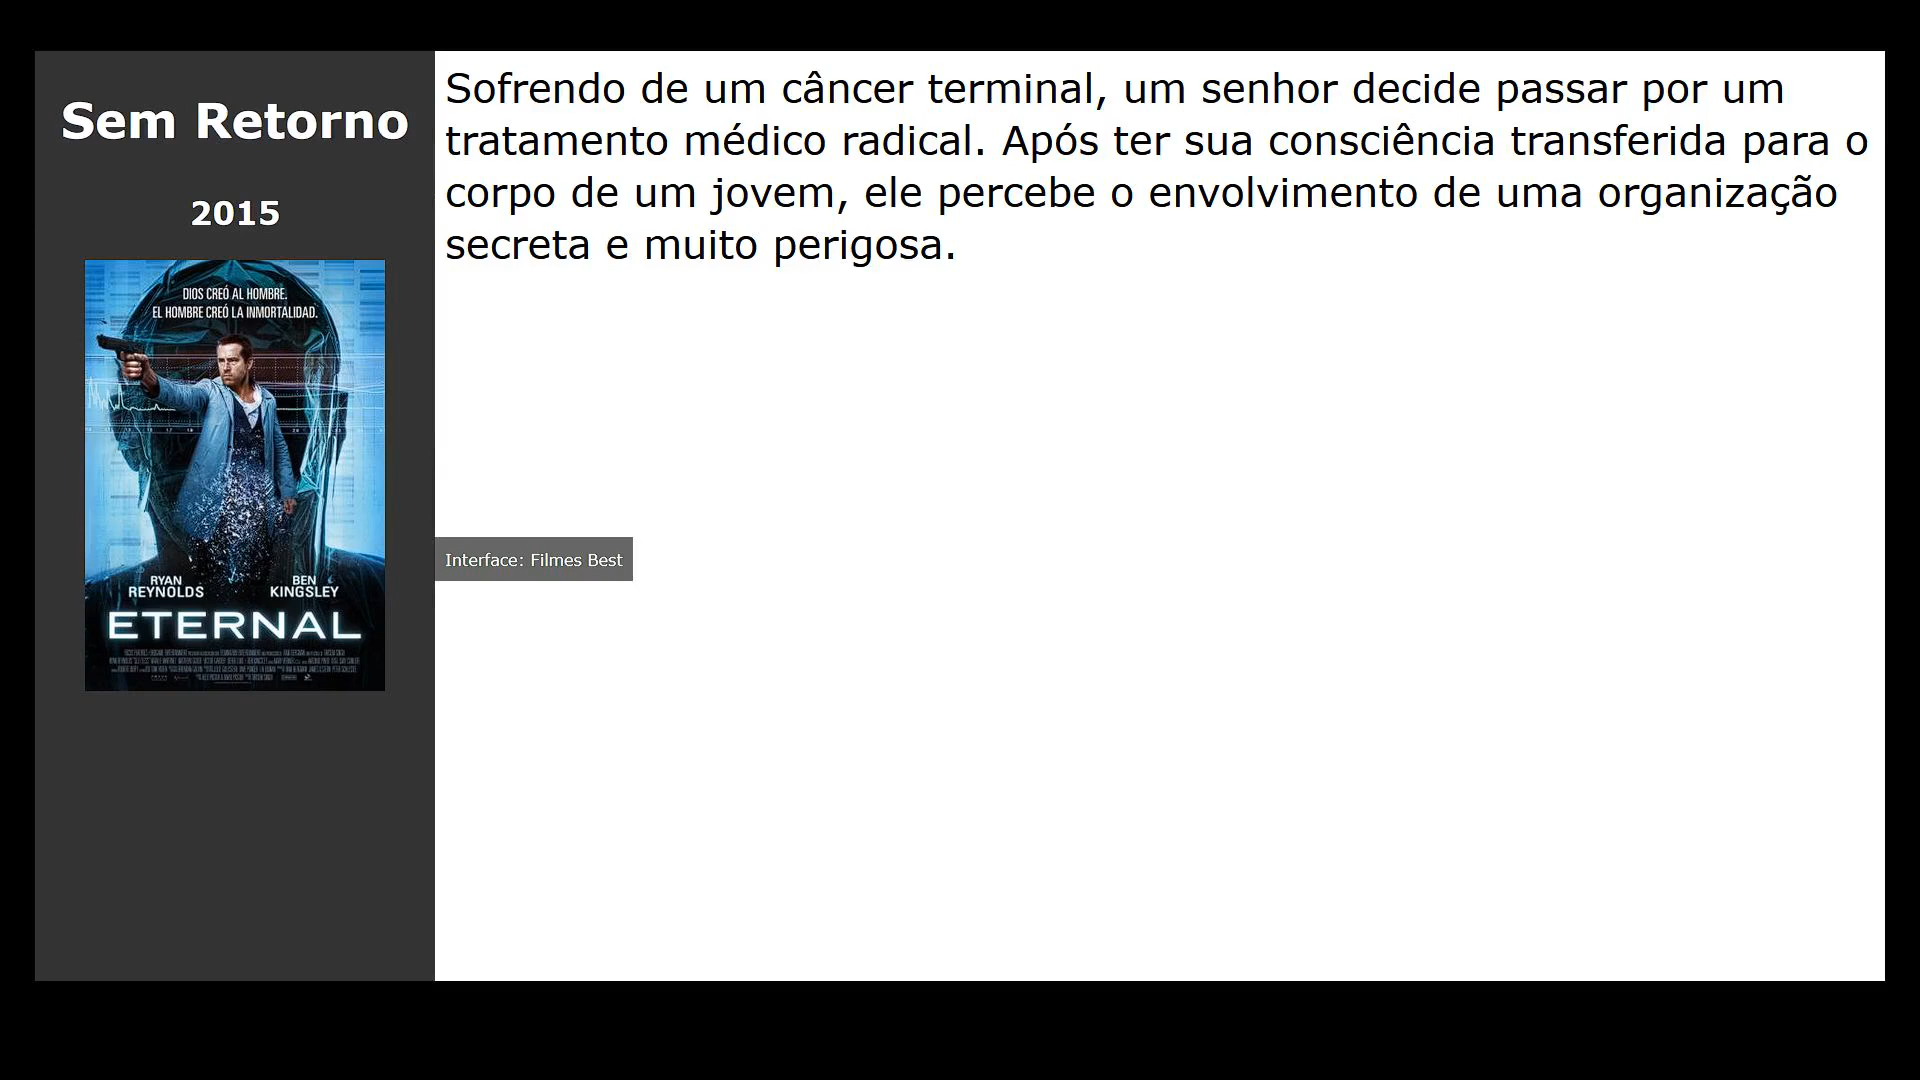 Sem Retorno
2015
DIOS CREÓ AL HOMBRE.
EL HOMBRE CREÓ LA INMORTALIDAD.
RYAN
REYNOLDS
BEN
KINGSLEY
ETERNAL
Sofrendo de um câncer terminal, um senhor decide passar por um
tratamento médico radical. Após ter sua consciência transferida para o
corpo de um jovem, ele percebe o envolvimento de uma organização
secreta e muito perigosa.
Interface: Filmes Best